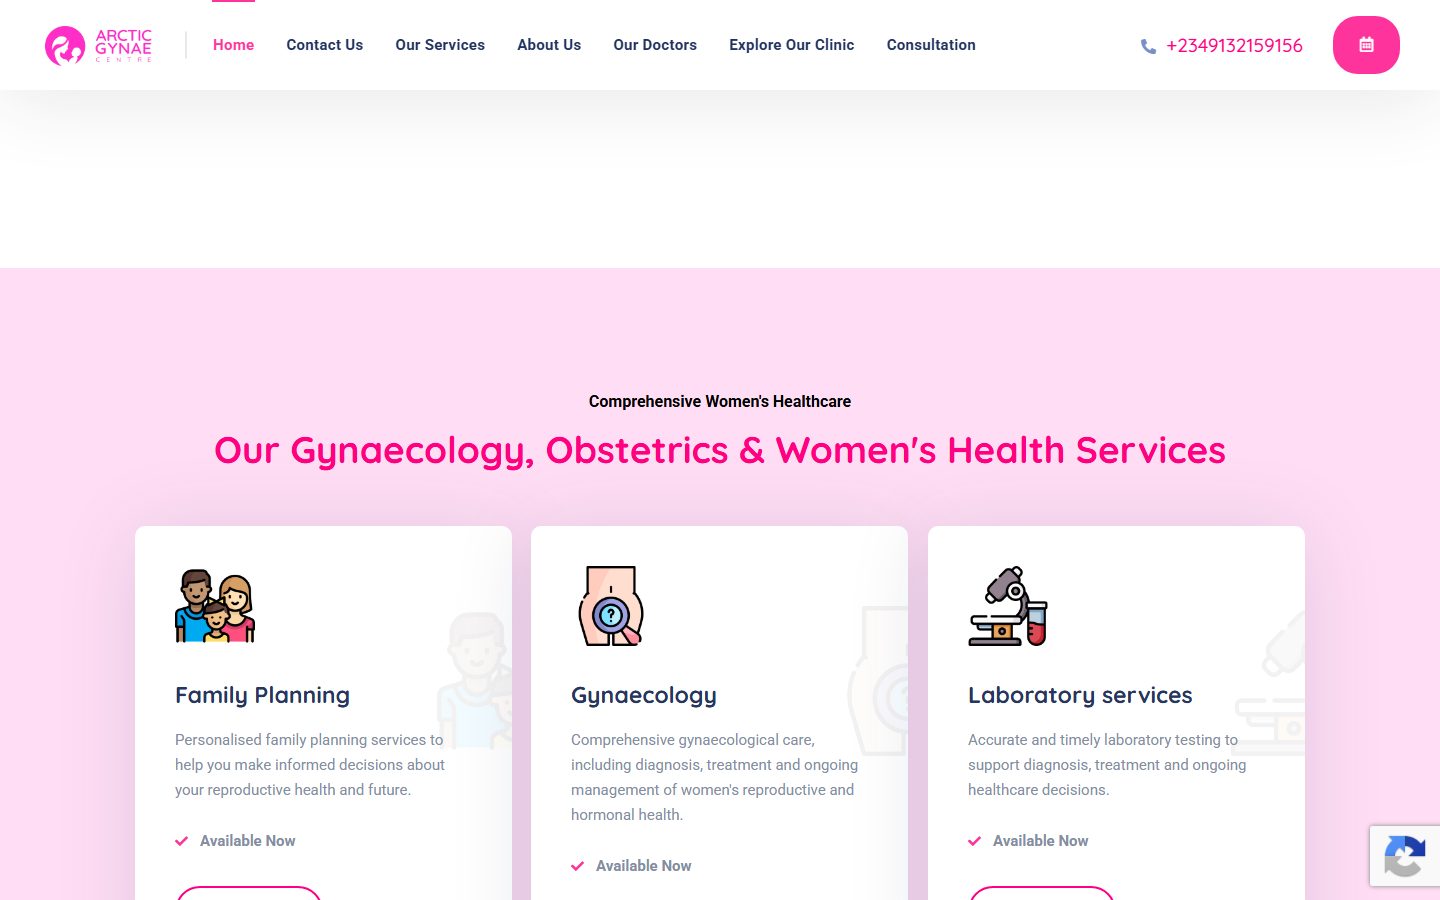 ARCTIC
GYNAE
CENTRE
Home
Contact Us
Our Services
About Us
Our Doctors
Explore Our Clinic
Consultation
+2349132159156
Comprehensive Women's Healthcare
Our Gynaecology, Obstetrics & Women's Health Services
Family Planning
Personalised family planning services to
help you make informed decisions about
your reproductive health and future.
Available Now
Gynaecology
Comprehensive gynaecological care,
including diagnosis, treatment and ongoing
management of women's reproductive and
hormonal health.
Available Now
Laboratory services
Accurate and timely laboratory testing to
support diagnosis, treatment and ongoing
healthcare decisions.
Available Now